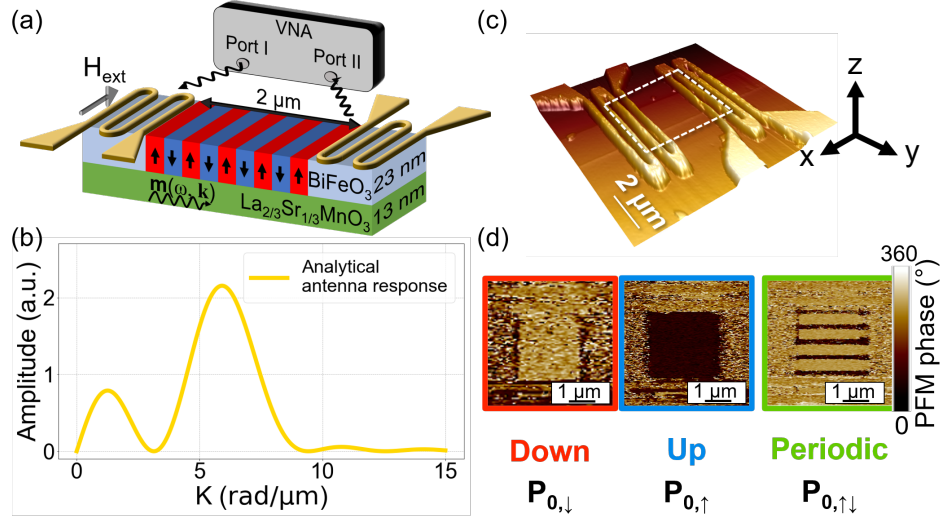 (a)
VNA
Port I
Port II
H_ext
2 μm
BiFeO₃
23 nm
m(ω, k)
La₂/₃Sr₁/₃MnO₃
13 nm
(b)
Analytical
antenna response
Amplitude (a.u.)
2
1
0
0
5
10
15
K (rad/μm)
(c)
2 μm
z
x
y
(d)
1 μm
1 μm
1 μm
360
0
PFM phase (°)
Down
Up
Periodic
P₀,↓
P₀,↑
P₀,↑↓